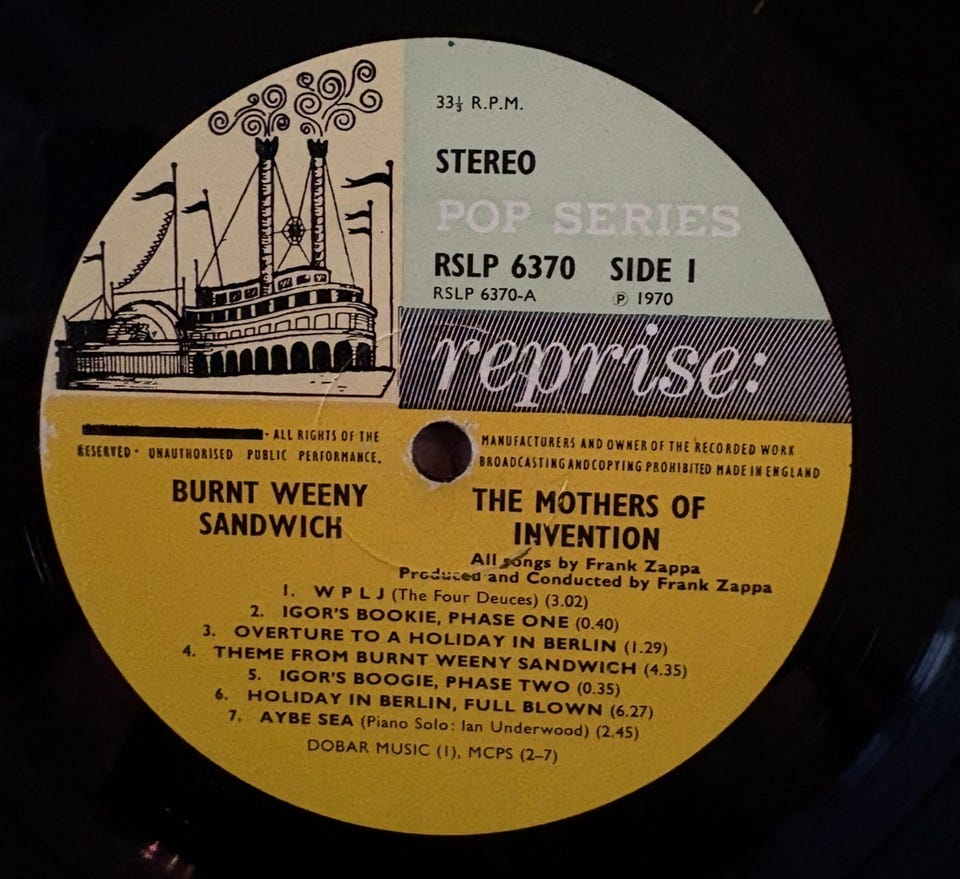 33⅓ R.P.M.
STEREO
POP SERIES
RSLP 6370 SIDE 1
RSLP 6370-A ℗ 1970
reprise:
· ALL RIGHTS OF THE MANUFACTURERS AND OWNER OF THE RECORDED WORK
RESERVED · UNAUTHORISED PUBLIC PERFORMANCE, BROADCASTING AND COPYING PROHIBITED MADE IN ENGLAND
BURNT WEENY
SANDWICH
THE MOTHERS OF
INVENTION
All songs by Frank Zappa
Produced and Conducted by Frank Zappa
1. W P L J (The Four Deuces) (3.02)
2. IGOR'S BOOKIE, PHASE ONE (0.40)
3. OVERTURE TO A HOLIDAY IN BERLIN (1.29)
4. THEME FROM BURNT WEENY SANDWICH (4.35)
5. IGOR'S BOOGIE, PHASE TWO (0.35)
6. HOLIDAY IN BERLIN, FULL BLOWN (6.27)
7. AYBE SEA (Piano Solo: Ian Underwood) (2.45)
DOBAR MUSIC (1), MCPS (2-7)